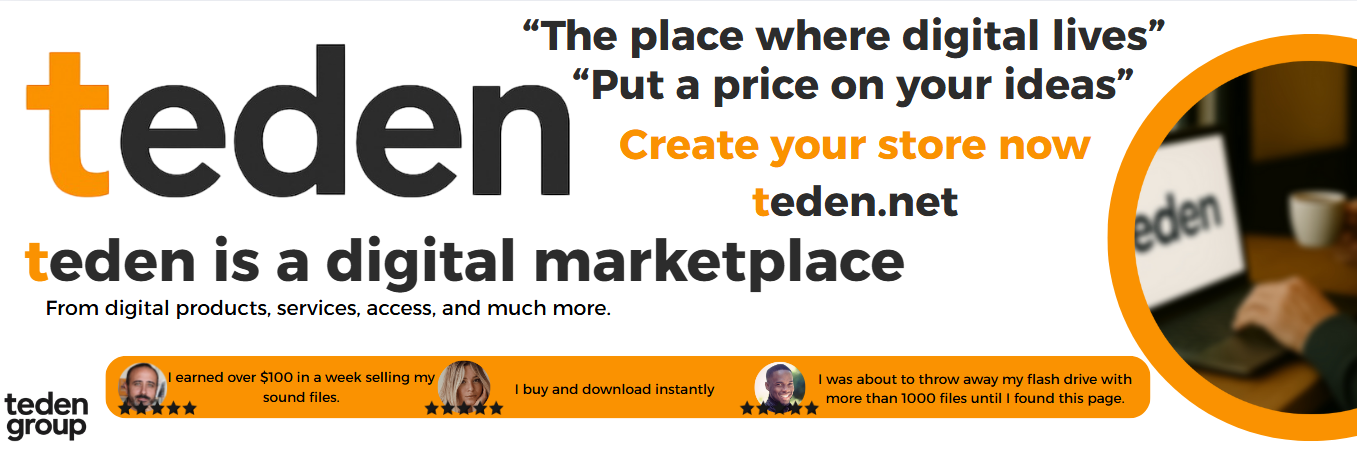 teden
“The place where digital lives”
“Put a price on your ideas”
Create your store now
teden.net
teden is a digital marketplace
From digital products, services, access, and much more.
eden
I earned over $100 in a week selling my
sound files.
I buy and download instantly
I was about to throw away my flash drive with
more than 1000 files until I found this page.
teden
group